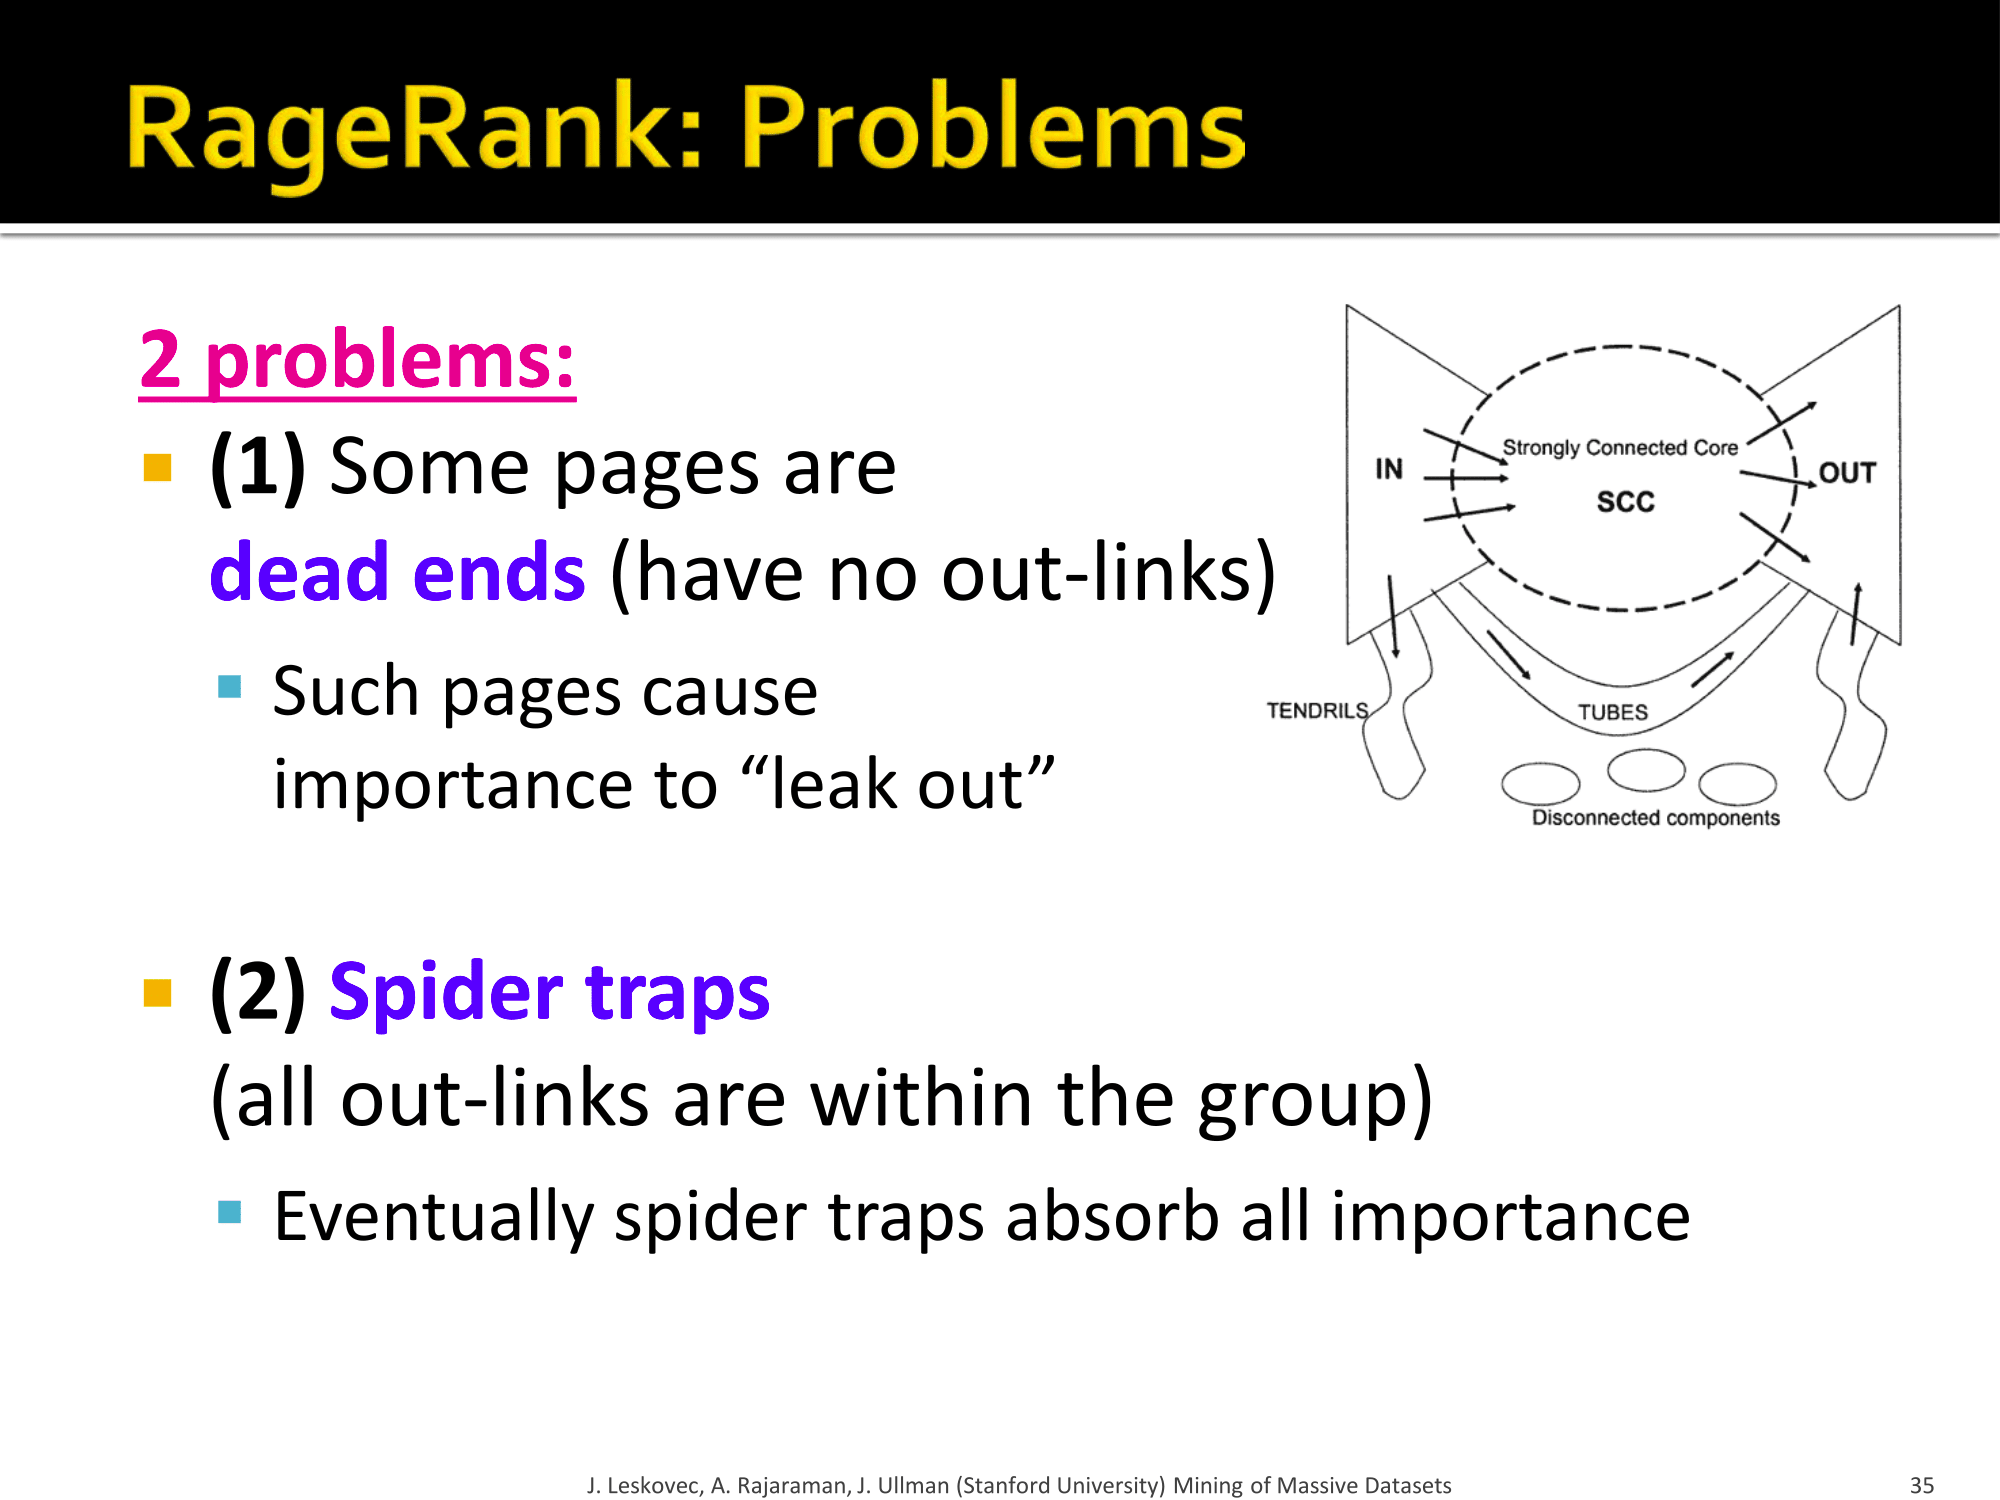 RageRank: Problems
2 problems:
(1) Some pages are
dead ends (have no out-links)
Such pages cause
importance to “leak out”
(2) Spider traps
(all out-links are within the group)
Eventually spider traps absorb all importance
IN
Strongly Connected Core
SCC
OUT
TENDRILS
TUBES
Disconnected components
J. Leskovec, A. Rajaraman, J. Ullman (Stanford University) Mining of Massive Datasets
35